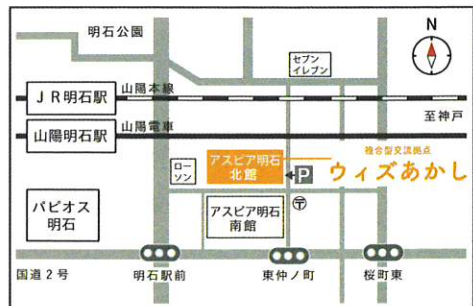 明石公園
N
セブン
イレブン
JR明石駅
山陽本線
至神戸
山陽明石駅
山陽電車
複合型交流拠点
ウィズあかし
ローソン
アスピア明石
北館
P
パピオス
明石
アスピア明石
南館
〒
国道2号
明石駅前
東仲ノ町
桜町東